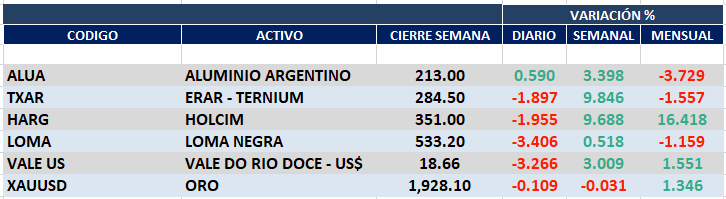 VARIACIÓN %
CODIGO ACTIVO CIERRE SEMANA DIARIO SEMANAL MENSUAL
ALUA ALUMINIO ARGENTINO 213.00 0.590 3.398 -3.729
TXAR ERAR - TERNIUM 284.50 -1.897 9.846 -1.557
HARG HOLCIM 351.00 -1.955 9.688 16.418
LOMA LOMA NEGRA 533.20 -3.406 0.518 -1.159
VALE US VALE DO RIO DOCE - US$ 18.66 -3.266 3.009 1.551
XAUUSD ORO 1,928.10 -0.109 -0.031 1.346